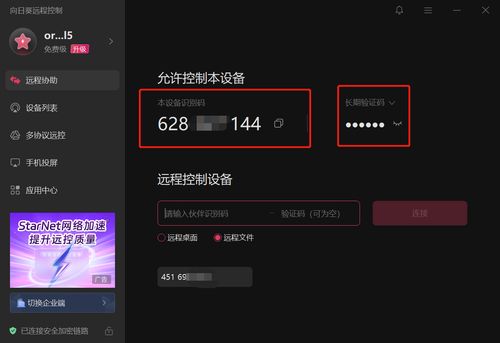 向日葵远程控制
or...l5
免费级 升级
远程协助
设备列表
多协议远控
手机投屏
应用中心
StarNet网络加速
提升远控质量
广告
切换企业端
已连接安全加密链路
允许控制本设备
本设备识别码
628 144
长期验证码
••••••
远程控制设备
请输入伙伴识别码 – 验证码（可为空）
连接
远程桌面 远程文件
451 69